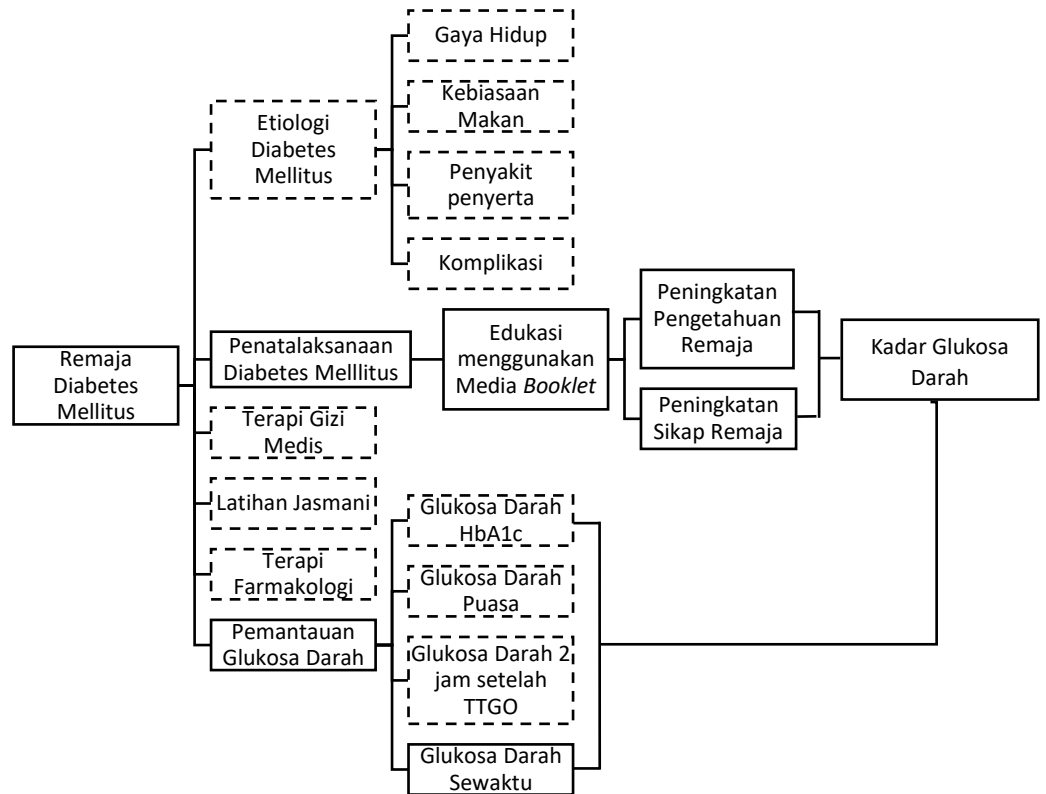 Gaya Hidup
Kebiasaan
Makan
Etiologi
Diabetes
Mellitus
Penyakit
penyerta
Komplikasi
Remaja
Diabetes
Mellitus
Penatalaksanaan
Diabetes Melllitus
Edukasi
menggunakan
Media Booklet
Peningkatan
Pengetahuan
Remaja
Peningkatan
Sikap Remaja
Kadar Glukosa
Darah
Terapi Gizi
Medis
Latihan Jasmani
Terapi
Farmakologi
Pemantauan
Glukosa Darah
Glukosa Darah
HbA1c
Glukosa Darah
Puasa
Glukosa Darah 2
jam setelah
TTGO
Glukosa Darah
Sewaktu